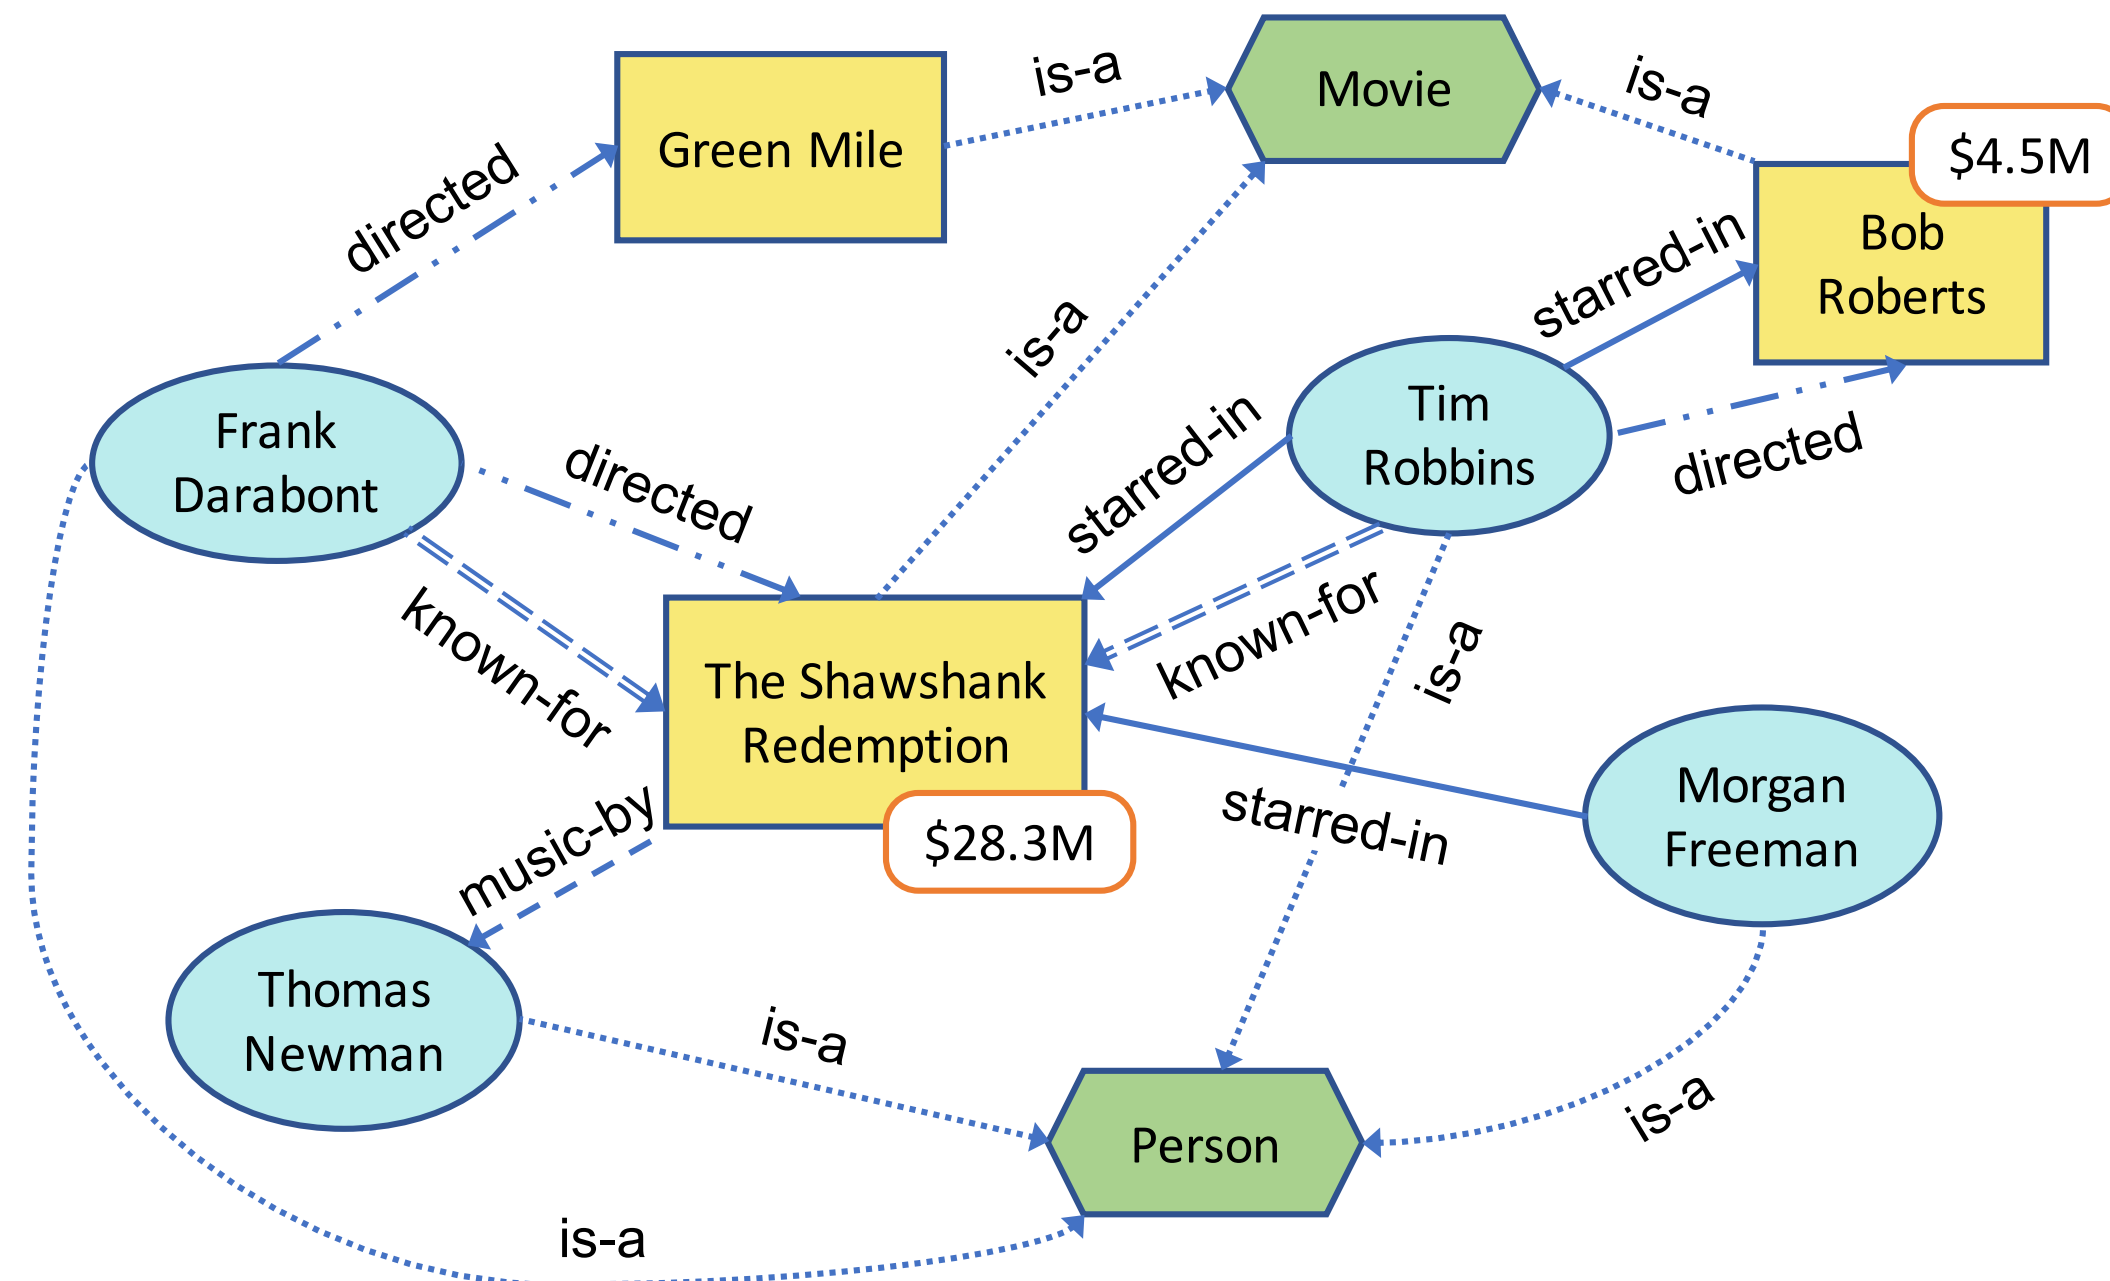 is-a
Movie
is-a
$4.5M
Green Mile
directed
Bob
Roberts
starred-in
is-a
Tim
Robbins
directed
Frank
Darabont
directed
starred-in
known-for
known-for
is-a
The Shawshank
Redemption
Morgan
Freeman
starred-in
$28.3M
music-by
Thomas
Newman
is-a
is-a
Person
is-a